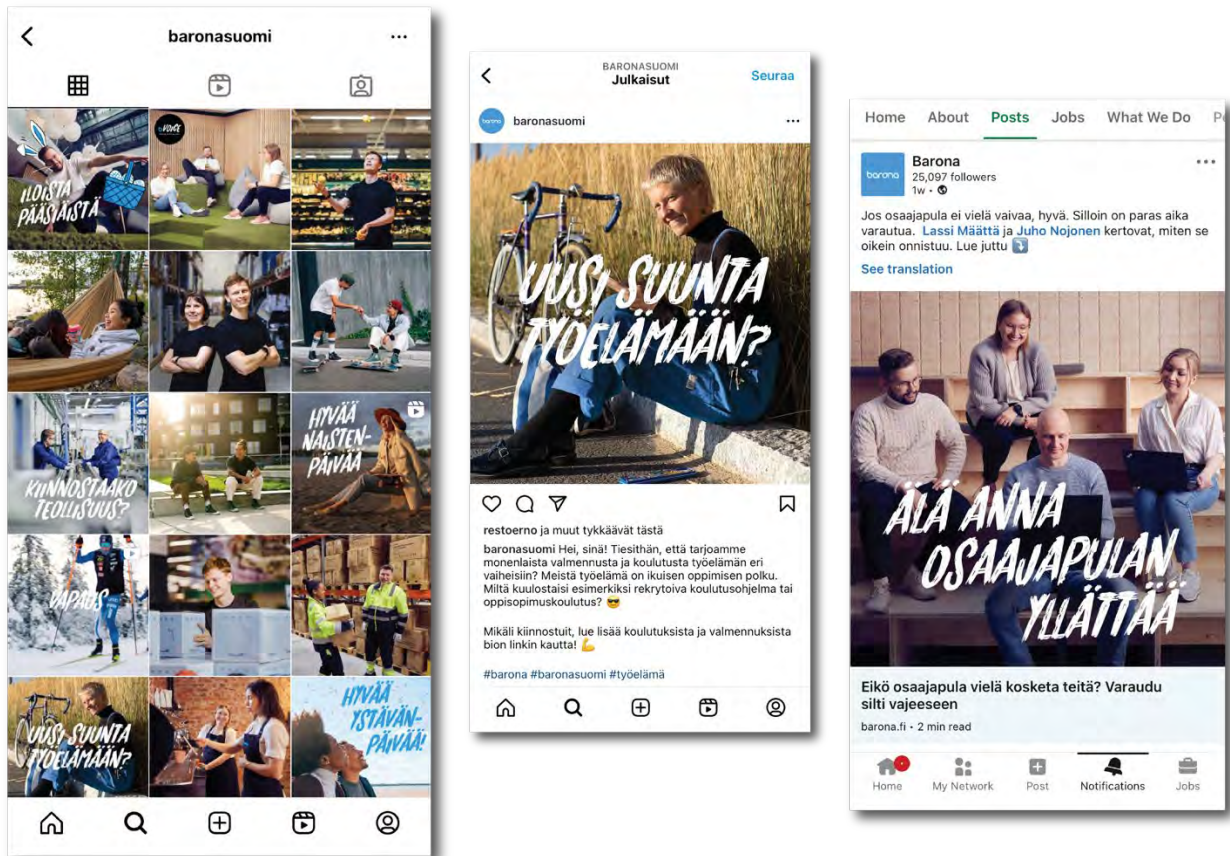 baronasuomi
VOICE
ILOISTA
PÄÄSIÄISTÄ
KIINNOSTAAKO
TEOLLISUUS?
HYVÄÄ
NAISTEN-
PÄIVÄÄ
VAPAUS
UUSI SUUNTA
TYÖELÄMÄÄN?
HYVÄÄ
YSTÄVÄN-
PÄIVÄÄ!
BARONASUOMI
Julkaisut
Seuraa
barona
baronasuomi
UUSI SUUNTA
TYÖELÄMÄÄN?
restoerno ja muut tykkäävät tästä
baronasuomi Hei, sinä! Tiesithän, että tarjoamme
monenlaista valmennusta ja koulutusta työelämän eri
vaiheisiin? Meistä työelämä on ikuisen oppimisen polku.
Miltä kuulostaisi esimerkiksi rekrytoiva koulutusohjelma tai
oppisopimuskoulutus? 😎
Mikäli kiinnostuit, lue lisää koulutuksista ja valmennuksista
bion linkin kautta! 💪
#barona #baronasuomi #työelämä
Home About Posts Jobs What We Do
barona
Barona
25,097 followers
1w •
Jos osaajapula ei vielä vaivaa, hyvä. Silloin on paras aika
varautua. Lassi Määttä ja Juho Nojonen kertovat, miten se
oikein onnistuu. Lue juttu ⤵️
See translation
ÄLÄ ANNA
OSAAJAPULAN
YLLÄTTÄÄ
Eikö osaajapula vielä kosketa teitä? Varaudu
silti vajeeseen
barona.fi • 2 min read
Home My Network Post Notifications Jobs